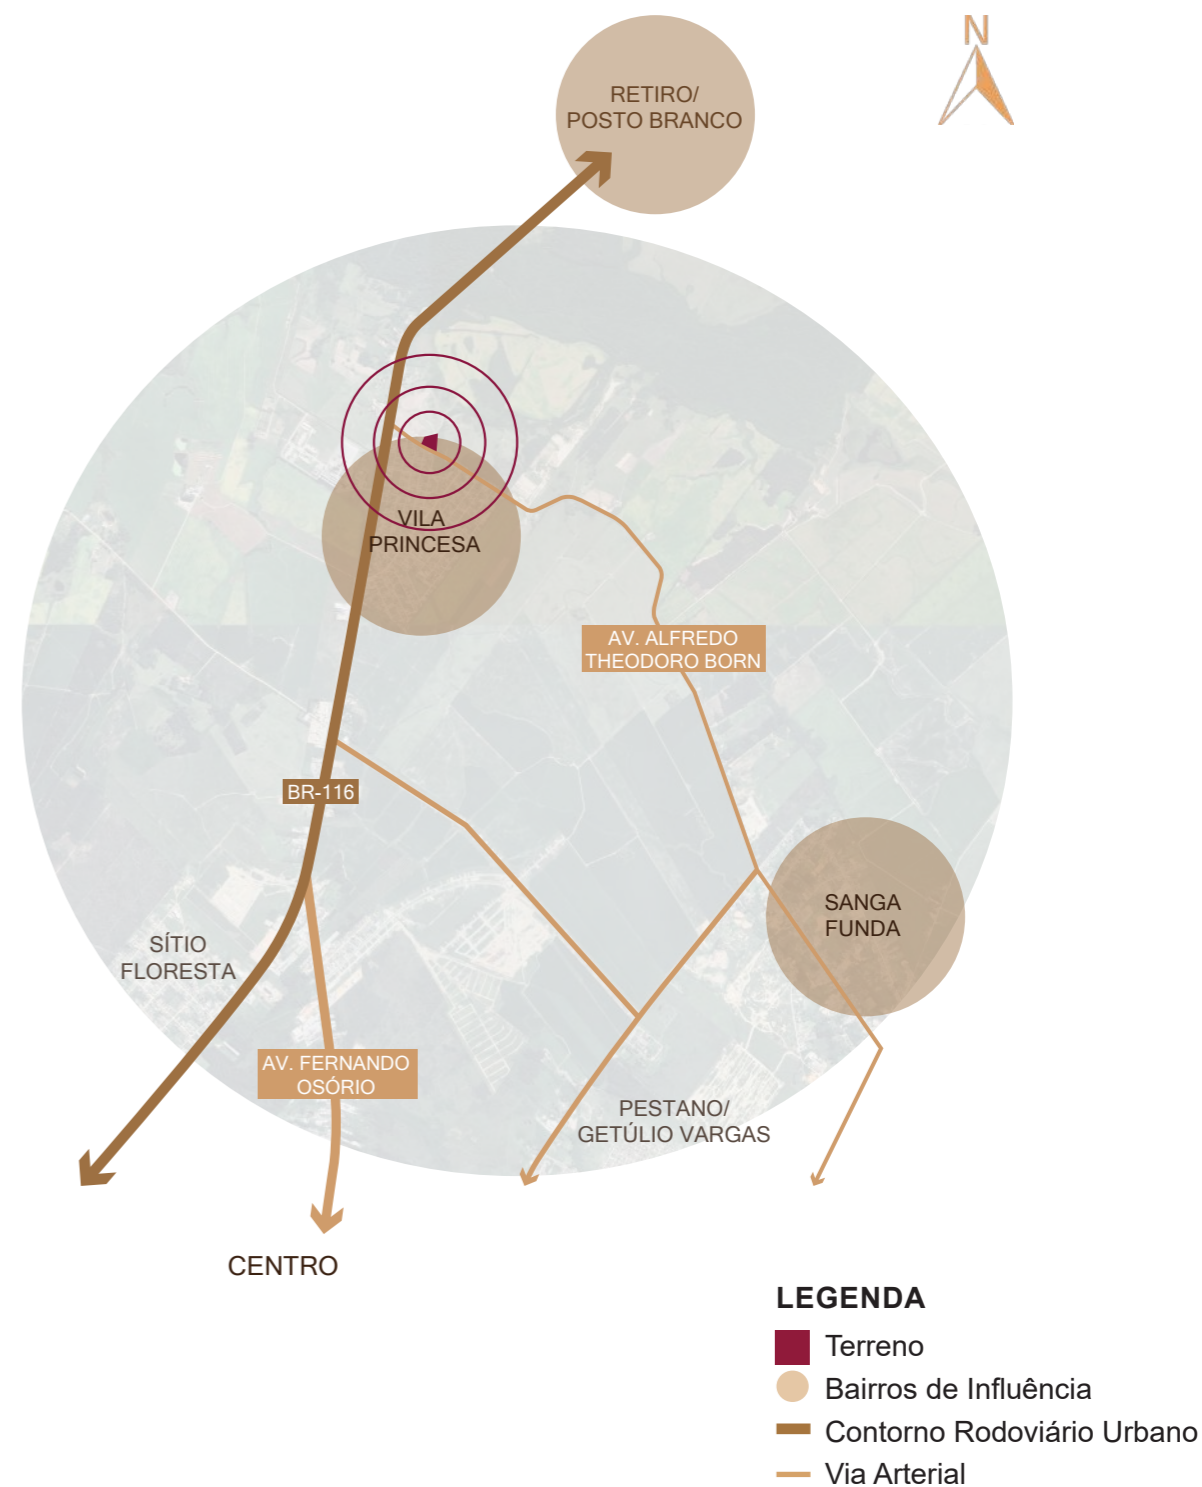 N
RETIRO/
POSTO BRANCO
VILA
PRINCESA
AV. ALFREDO
THEODORO BORN
BR-116
SANGA
FUNDA
SÍTIO
FLORESTA
AV. FERNANDO
OSÓRIO
PESTANO/
GETÚLIO VARGAS
CENTRO
LEGENDA
Terreno
Bairros de Influência
Contorno Rodoviário Urbano
Via Arterial